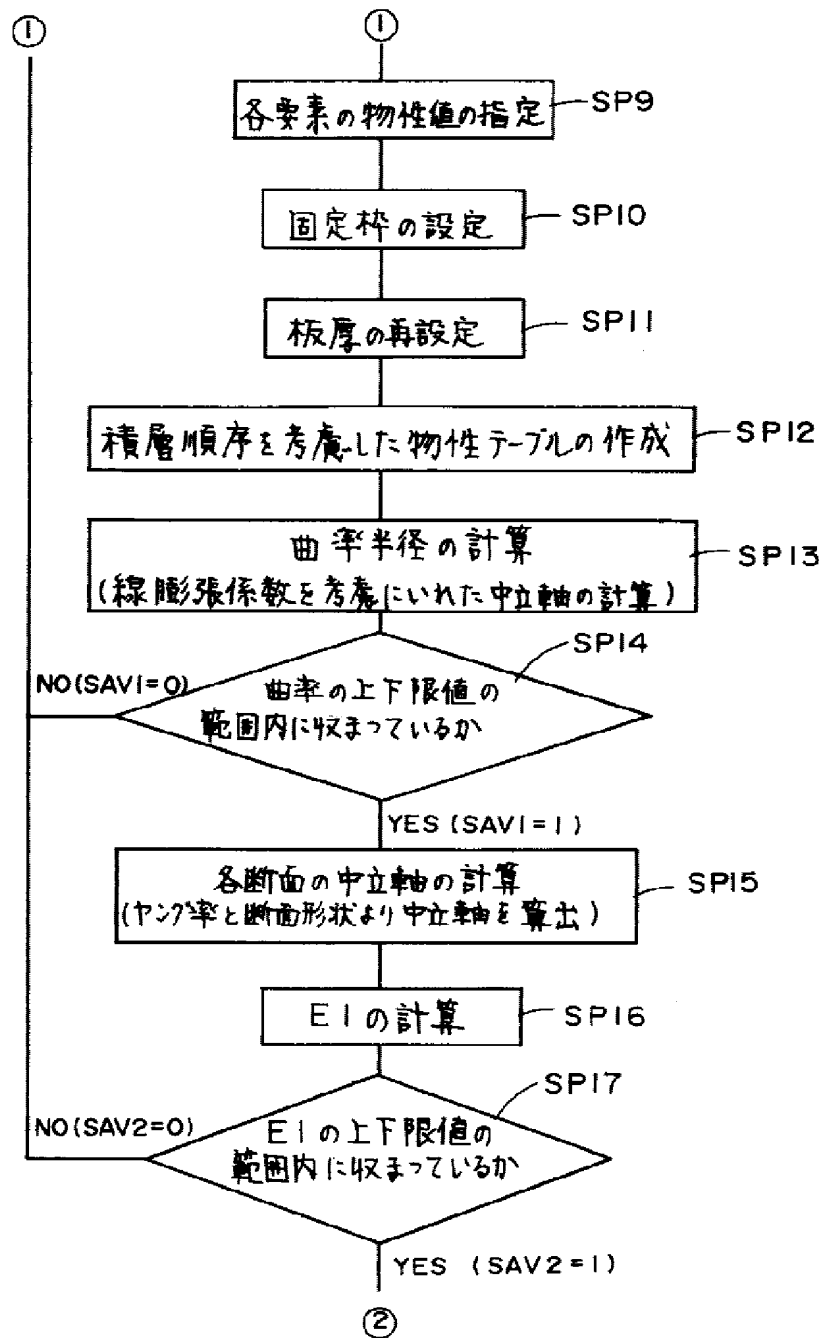 ①
①
各要素の物性値の指定
SP9
固定枠の設定
SP10
板厚の再設定
SP11
積層順序を考慮した物性テーブルの作成
SP12
曲率半径の計算
(線膨張係数を考慮にいれた中立軸の計算)
SP13
SP14
NO(SAV1=0)
曲率の上下限値の
範囲内に収まっているか
YES (SAV1=1)
各断面の中立軸の計算
(ヤング率と断面形状より中立軸を算出)
SP15
EIの計算
SP16
SP17
NO(SAV2=0)
EIの上下限値の
範囲内に収まっているか
YES (SAV2=1)
②